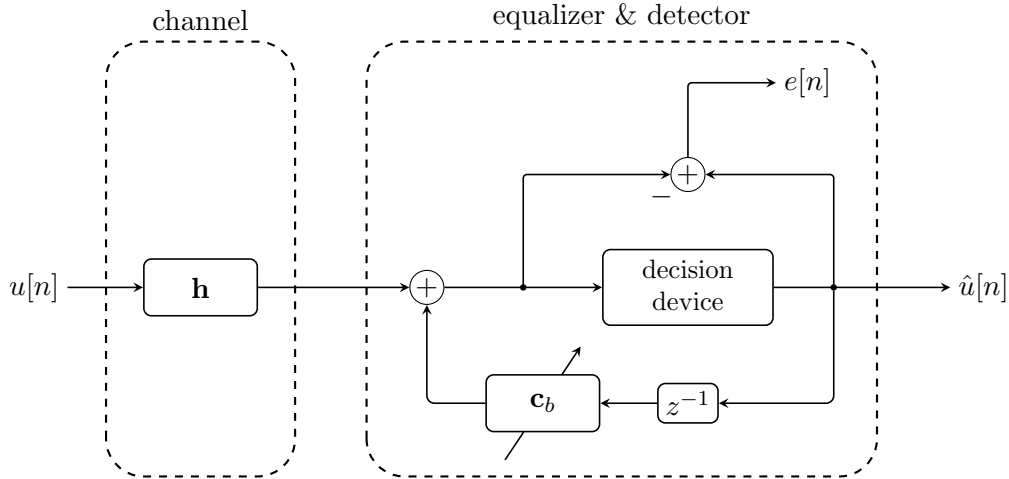 channel
equalizer & detector
e[n]
+
−
u[n]
h
+
decision
device
û[n]
c_b
z^{-1}